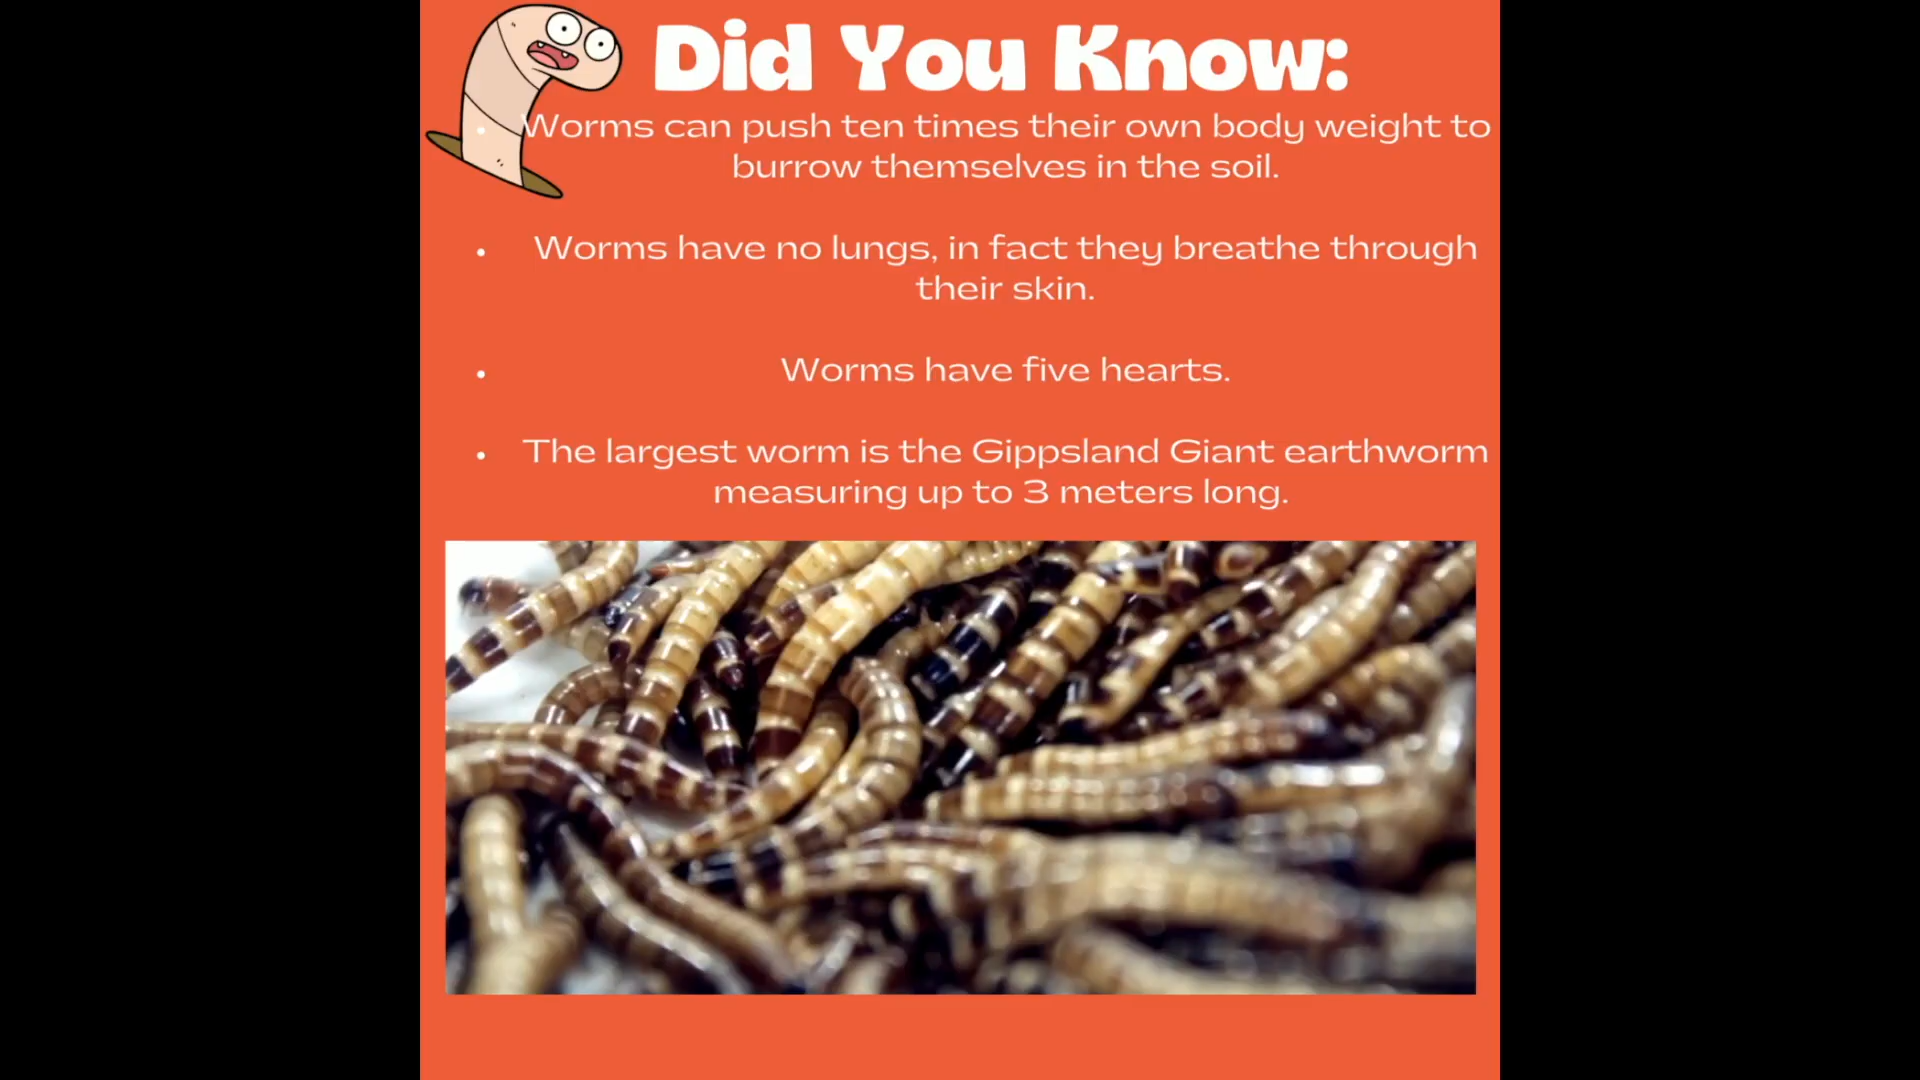 Did You Know:
• Worms can push ten times their own body weight to
burrow themselves in the soil.
• Worms have no lungs, in fact they breathe through
their skin.
• Worms have five hearts.
• The largest worm is the Gippsland Giant earthworm
measuring up to 3 meters long.